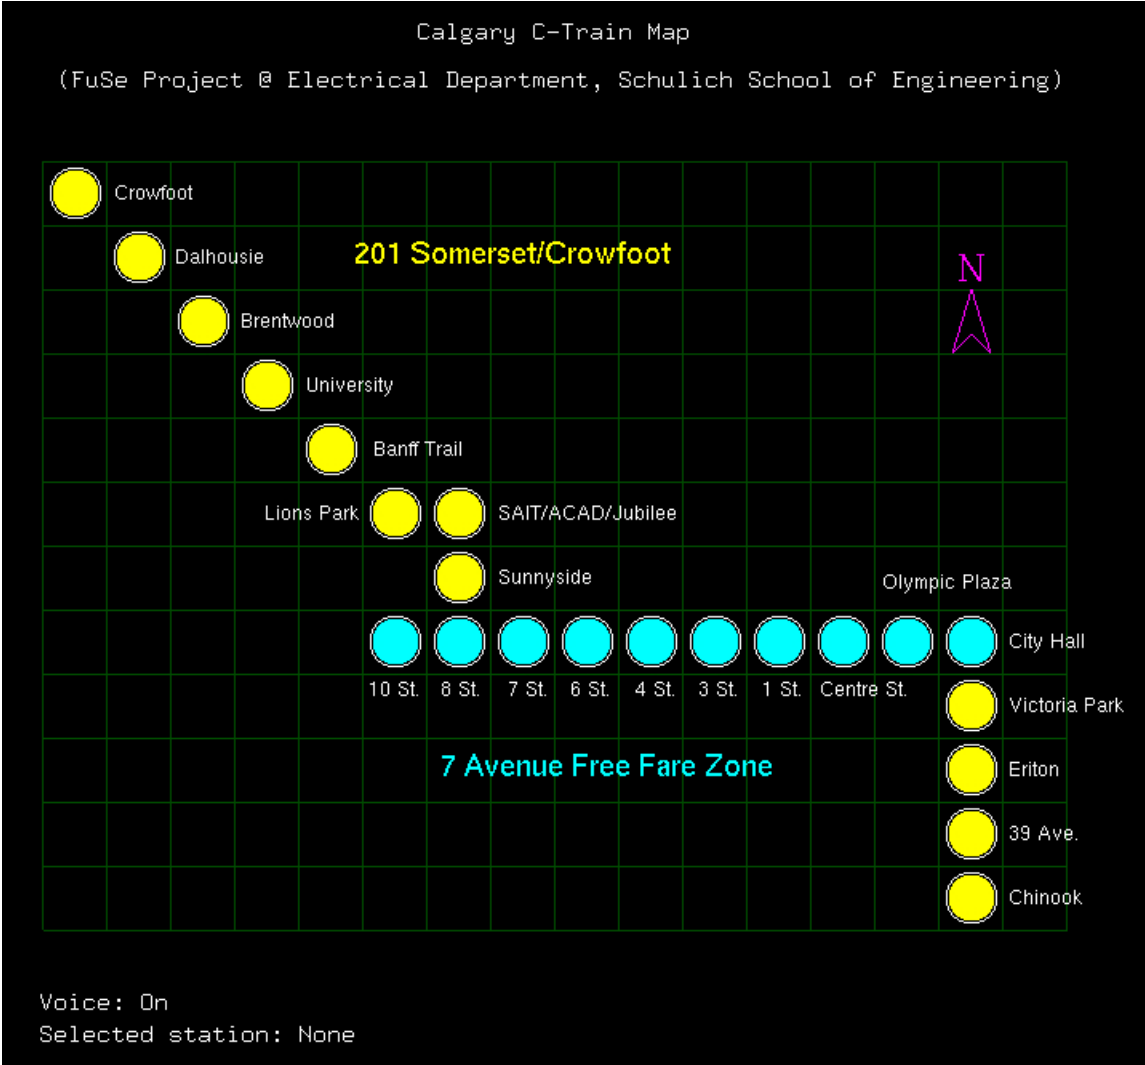 Calgary C-Train Map
(FuSe Project @ Electrical Department, Schulich School of Engineering)
Crowfoot
Dalhousie
201 Somerset/Crowfoot
N
Brentwood
University
Banff Trail
Lions Park
SAIT/ACAD/Jubilee
Sunnyside
Olympic Plaza
City Hall
10 St.
8 St.
7 St.
6 St.
4 St.
3 St.
1 St.
Centre St.
Victoria Park
7 Avenue Free Fare Zone
Eriton
39 Ave.
Chinook
Voice: On
Selected station: None